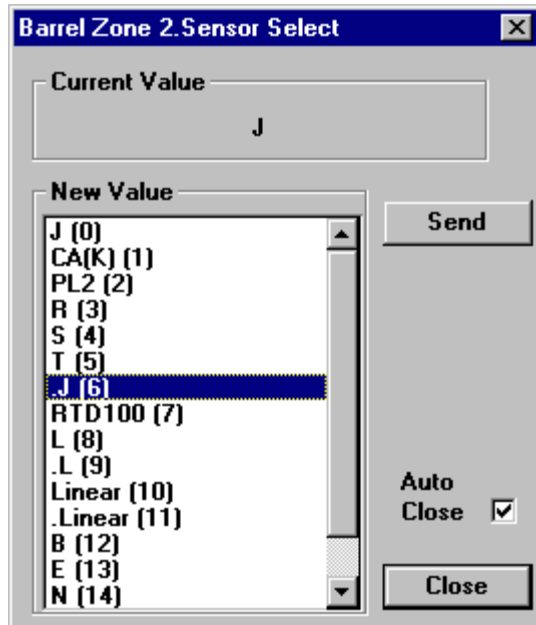 Barrel Zone 2.Sensor Select
Current Value
J
New Value
J (0)
CA(K) (1)
PL2 (2)
R (3)
S (4)
T (5)
.J (6)
RTD100 (7)
L (8)
.L (9)
Linear (10)
.Linear (11)
B (12)
E (13)
N (14)
Send
Auto
Close
Close